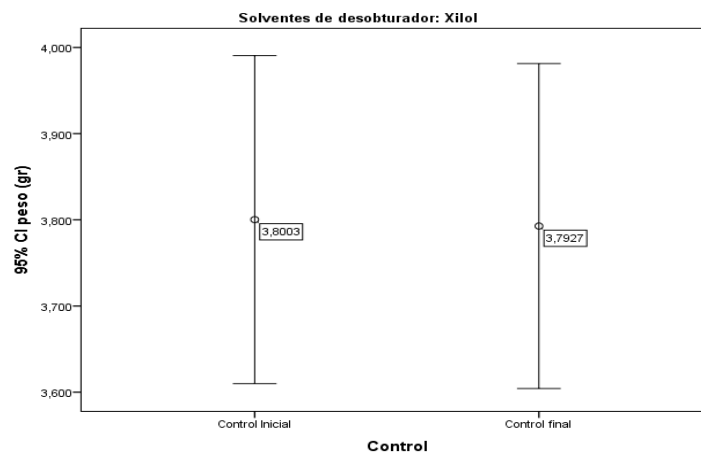 Solventes de desobturador: Xilol
95% CI peso (gr)
4,000
3,900
3,800
3,700
3,600
3,8003
3,7927
Control Inicial
Control final
Control